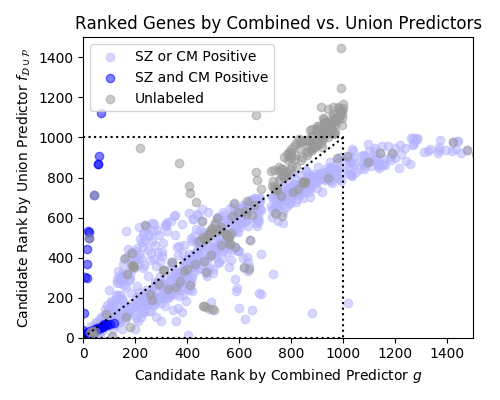 Ranked Genes by Combined vs. Union Predictors
SZ or CM Positive
SZ and CM Positive
Unlabeled
Candidate Rank by Union Predictor f_{𝒟∪𝒫}
1400
1200
1000
800
600
400
200
0
0 200 400 600 800 1000 1200 1400
Candidate Rank by Combined Predictor g